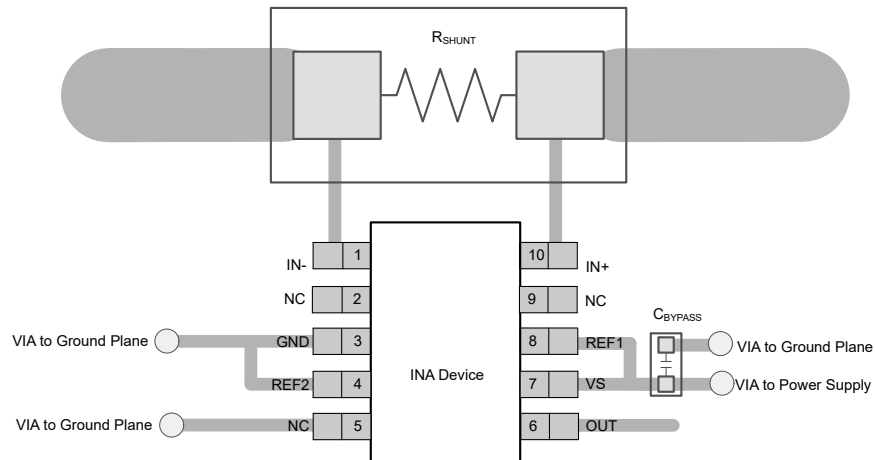 RSHUNT
1
10
IN-
IN+
NC
2
9
NC
CBYPASS
VIA to Ground Plane
GND
3
8
REF1
VIA to Ground Plane
INA Device
REF2
4
7
VS
VIA to Power Supply
VIA to Ground Plane
NC
5
6
OUT